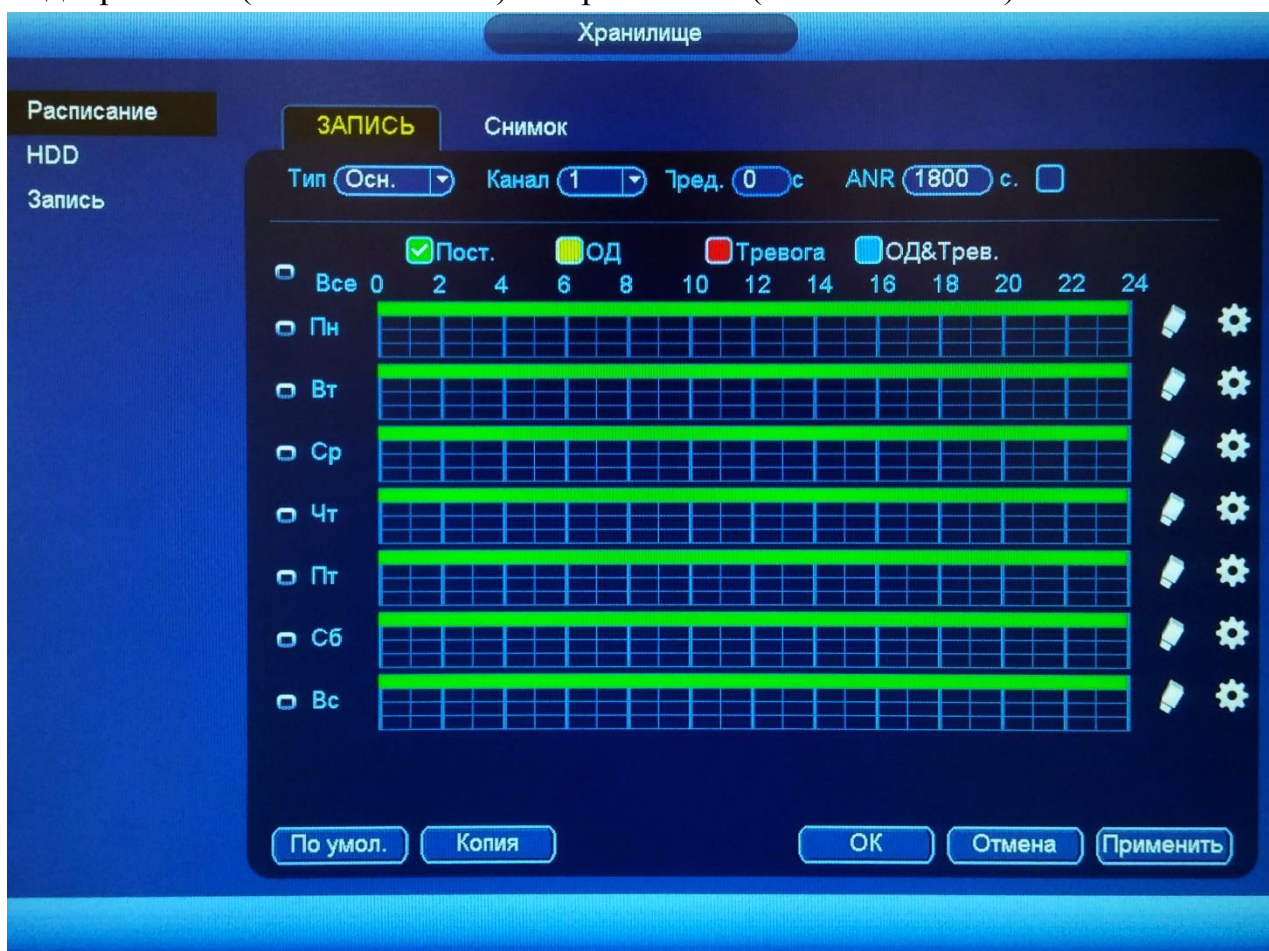 Хранилище
Расписание
HDD
Запись
ЗАПИСЬ Снимок
Тип Осн. Канал 1 Пред. 0 с ANR 1800 с.
Пост. ОД Тревога ОД&Трев.
Все 0 2 4 6 8 10 12 14 16 18 20 22 24
Пн
Вт
Ср
Чт
Пт
Сб
Вс
По умол. Копия ОК Отмена Применить